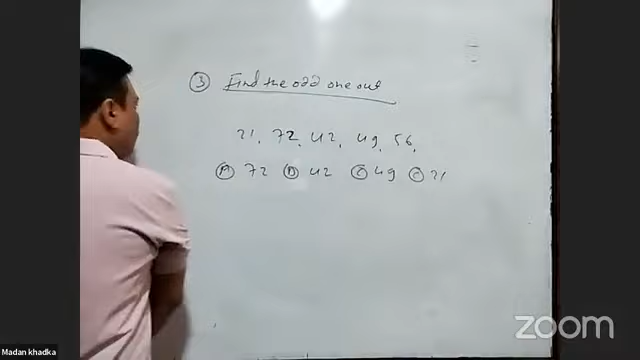 ③ Find the odd one out
21, 72, 42, 49, 56,
Ⓐ 72 Ⓑ 42 Ⓒ 49 Ⓒ 21
zoom
Madan khadka